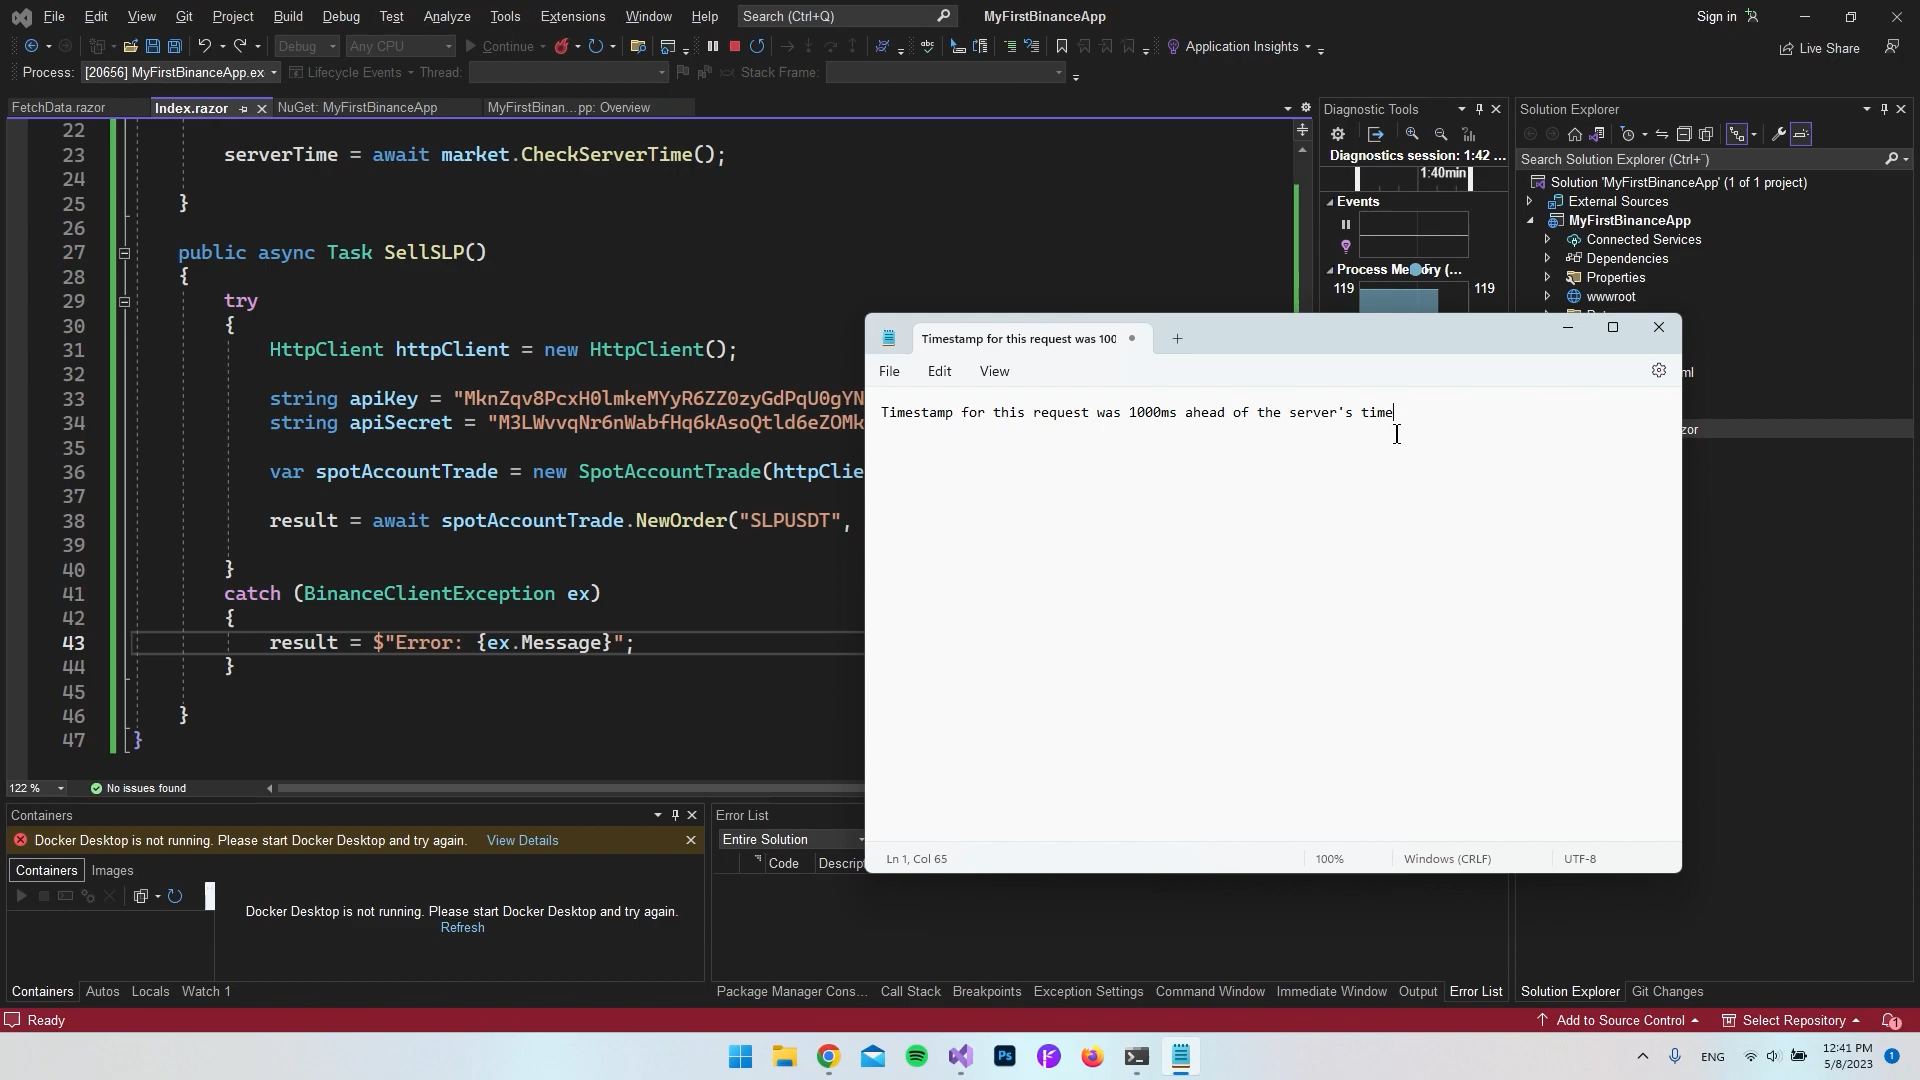 File Edit View Git Project Build Debug Test Analyze Tools Extensions Window Help Search (Ctrl+Q) MyFirstBinanceApp Sign in
Debug Any CPU Continue Application Insights Live Share
Process: [20656] MyFirstBinanceApp.ex Lifecycle Events Thread: Stack Frame:
FetchData.razor Index.razor NuGet: MyFirstBinanceApp MyFirstBinan...pp: Overview
22
23 serverTime = await market.CheckServerTime();
24
25 }
26
27 public async Task SellSLP()
28 {
29 try
30 {
31 HttpClient httpClient = new HttpClient();
32
33 string apiKey = "MknZqv8PcxH0lmkeMYyR6ZZ0zyGdPqU0gYN
34 string apiSecret = "M3LWvvqNr6nWabfHq6kAsoQtld6eZOMk
35
36 var spotAccountTrade = new SpotAccountTrade(httpClie
37
38 result = await spotAccountTrade.NewOrder("SLPUSDT",
39
40 }
41 catch (BinanceClientException ex)
42 {
43 result = $"Error: {ex.Message}";
44 }
45
46 }
47 }
122 % No issues found
Diagnostic Tools
Diagnostics session: 1:42 ...
1:40min
Events
Process Memory (...
119 119
Solution Explorer
Search Solution Explorer (Ctrl+¨)
Solution 'MyFirstBinanceApp' (1 of 1 project)
External Sources
MyFirstBinanceApp
Connected Services
Dependencies
Properties
wwwroot
ml
zor
Timestamp for this request was 100
File Edit View
Timestamp for this request was 1000ms ahead of the server's time
Ln 1, Col 65 100% Windows (CRLF) UTF-8
Containers
Docker Desktop is not running. Please start Docker Desktop and try again. View Details
Containers Images
Docker Desktop is not running. Please start Docker Desktop and try again.
Refresh
Containers Autos Locals Watch 1
Error List
Entire Solution
Code Descrip
Package Manager Cons... Call Stack Breakpoints Exception Settings Command Window Immediate Window Output Error List
Solution Explorer Git Changes
Ready Add to Source Control Select Repository 1
Ps ENG 12:41 PM
5/8/2023 1